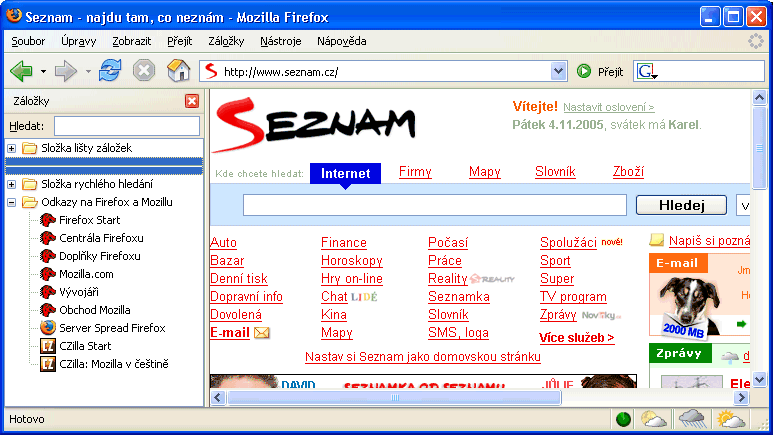 Seznam - najdu tam, co neznám - Mozilla Firefox
Soubor Úpravy Zobrazit Přejít Záložky Nástroje Nápověda
http://www.seznam.cz/ Přejít G
Záložky
Hledat:
Složka lišty záložek
Složka rychlého hledání
Odkazy na Firefox a Mozillu
Firefox Start
Centrála Firefoxu
Doplňky Firefoxu
Mozilla.com
Vývojáři
Obchod Mozilla
Server Spread Firefox
CZilla Start
CZilla: Mozilla v češtině
SEZNAM
Vítejte! Nastavit oslovení >
Pátek 4.11.2005, svátek má Karel.
Kde chcete hledat: Internet Firmy Mapy Slovník Zboží
Hledej v
Auto Finance Počasí Spolužáci nové!
Bazar Horoskopy Práce Sport
Denní tisk Hry on-line Reality REALITY Super
Dopravní info Chat LIDÉ Seznamka TV program
Dovolená Kina Slovník Zprávy Novinky.cz
E-mail Mapy SMS, loga Více služeb >
Nastav si Seznam jako domovskou stránku
Napiš si pozná
E-mail
Jm
He
2000 MB
Zprávy
d
Ele
DAVID SEZNAMKA OD SEZNAMU JŮLIE
Hotovo